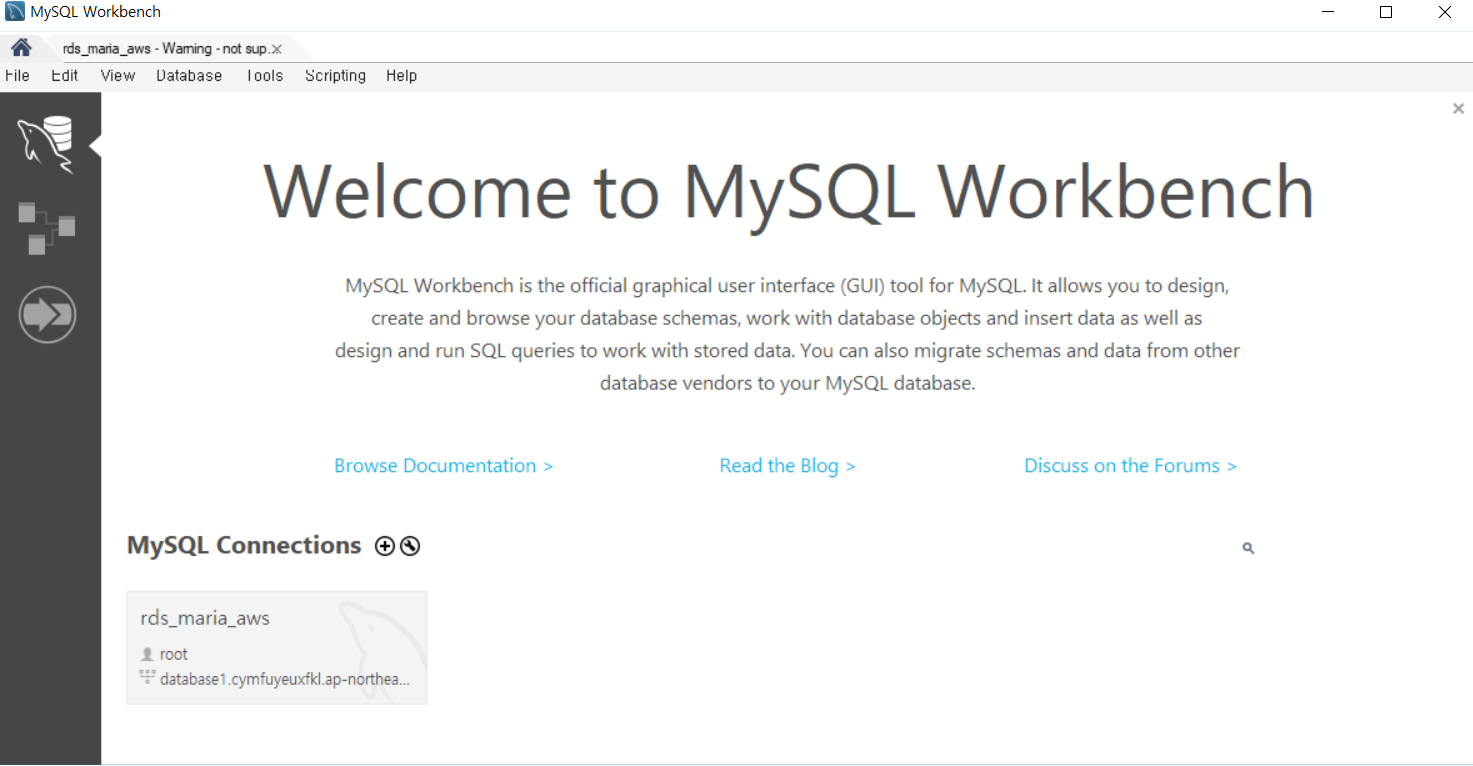 MySQL Workbench
rds_maria_aws - Warning - not sup...
File Edit View Database Tools Scripting Help
Welcome to MySQL Workbench
MySQL Workbench is the official graphical user interface (GUI) tool for MySQL. It allows you to design,
create and browse your database schemas, work with database objects and insert data as well as
design and run SQL queries to work with stored data. You can also migrate schemas and data from other
database vendors to your MySQL database.
Browse Documentation > Read the Blog > Discuss on the Forums >
MySQL Connections
rds_maria_aws
root
database1.cymfuyeuxfkl.ap-northea...